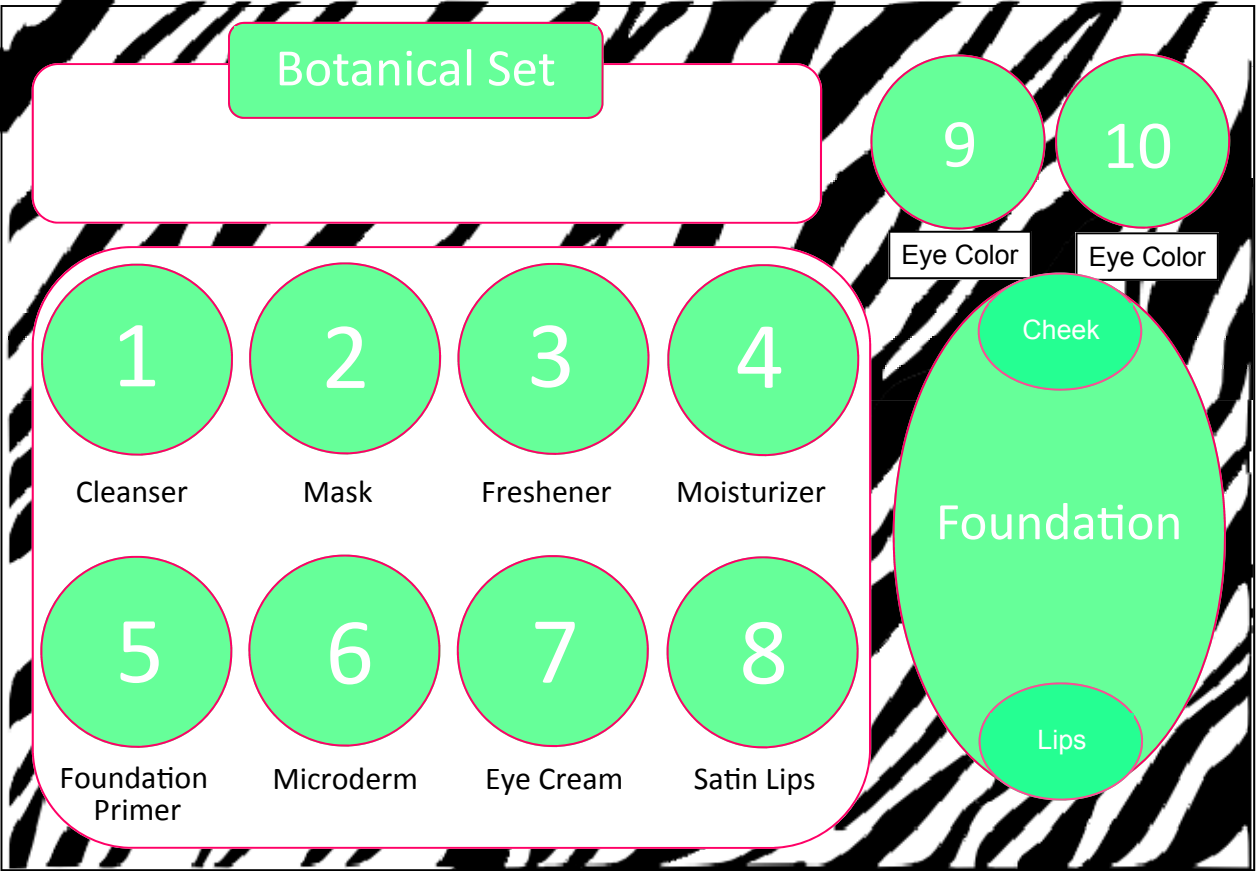 Botanical Set
9
10
Eye Color
Eye Color
1
2
3
4
Cleanser
Mask
Freshener
Moisturizer
5
6
7
8
Foundation
Primer
Microderm
Eye Cream
Satin Lips
Cheek
Foundation
Lips